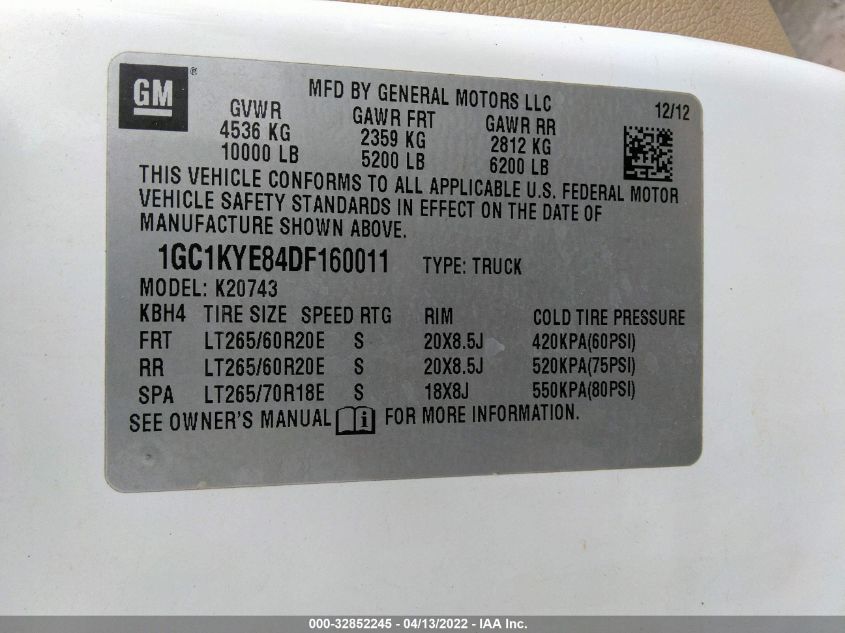 GM ®
MFD BY GENERAL MOTORS LLC
12/12
GVWR GAWR FRT GAWR RR
4536 KG 2359 KG 2812 KG
10000 LB 5200 LB 6200 LB
THIS VEHICLE CONFORMS TO ALL APPLICABLE U.S. FEDERAL MOTOR
VEHICLE SAFETY STANDARDS IN EFFECT ON THE DATE OF
MANUFACTURE SHOWN ABOVE.
1GC1KYE84DF160011 TYPE: TRUCK
MODEL: K20743
KBH4 TIRE SIZE SPEED RTG RIM COLD TIRE PRESSURE
FRT LT265/60R20E S 20X8.5J 420KPA(60PSI)
RR LT265/60R20E S 20X8.5J 520KPA(75PSI)
SPA LT265/70R18E S 18X8J 550KPA(80PSI)
SEE OWNER'S MANUAL FOR MORE INFORMATION.
000-32852245 - 04/13/2022 - IAA Inc.